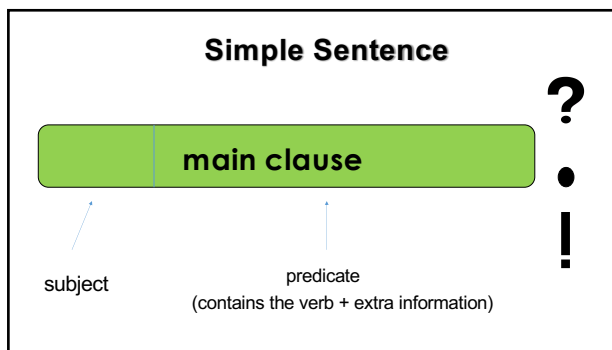 Simple Sentence
?
main clause
.
!
subject
predicate
(contains the verb + extra information)